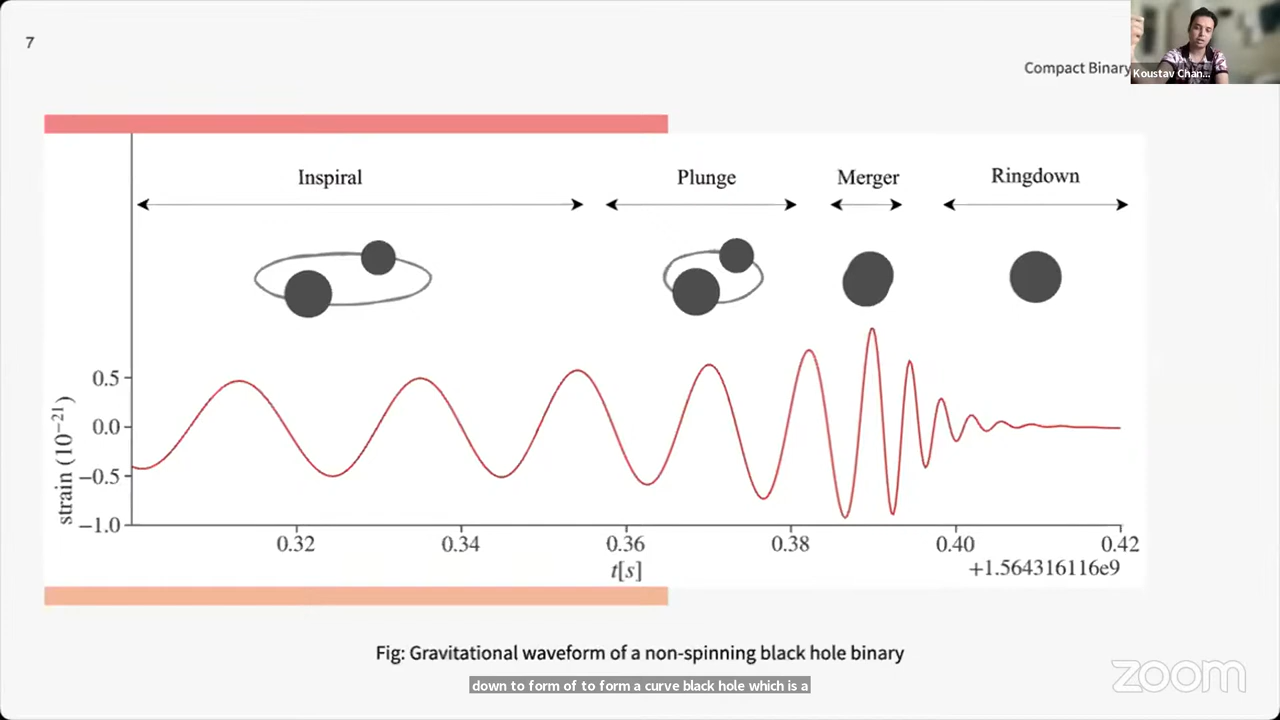 7
Compact Binary
Koustav Chan...
Inspiral
Plunge
Merger
Ringdown
0.5
0.0
−0.5
−1.0
strain (10⁻²¹)
0.32
0.34
0.36
0.38
0.40
0.42
t[s]
+1.564316116e9
Fig: Gravitational waveform of a non-spinning black hole binary
down to form of to form a curve black hole which is a
zoom